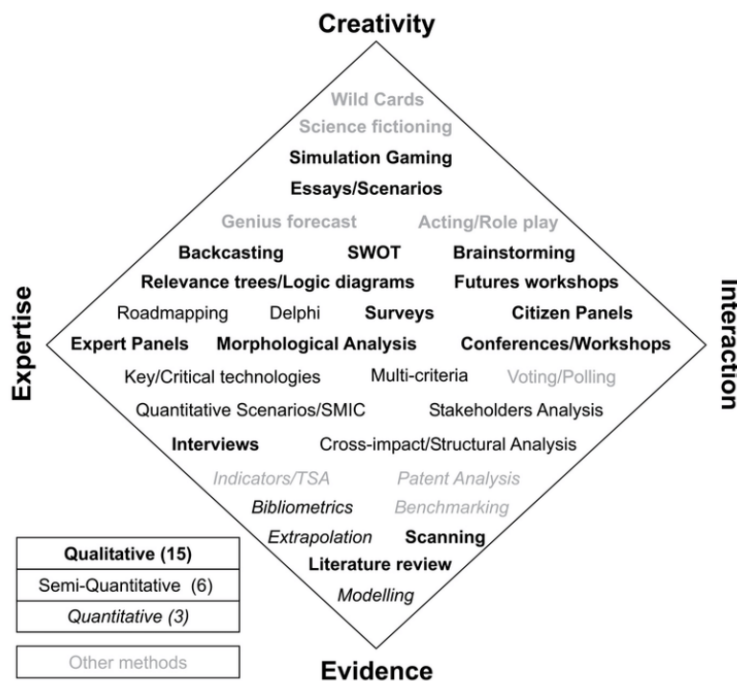 Creativity
Wild Cards
Science fictioning
Simulation Gaming
Essays/Scenarios
Genius forecast Acting/Role play
Backcasting SWOT Brainstorming
Relevance trees/Logic diagrams Futures workshops
Roadmapping Delphi Surveys Citizen Panels
Expert Panels Morphological Analysis Conferences/Workshops
Key/Critical technologies Multi-criteria Voting/Polling
Quantitative Scenarios/SMIC Stakeholders Analysis
Interviews Cross-impact/Structural Analysis
Indicators/TSA Patent Analysis
Bibliometrics Benchmarking
Extrapolation Scanning
Literature review
Modelling
Expertise
Interaction
Evidence
Qualitative (15)
Semi-Quantitative (6)
Quantitative (3)
Other methods